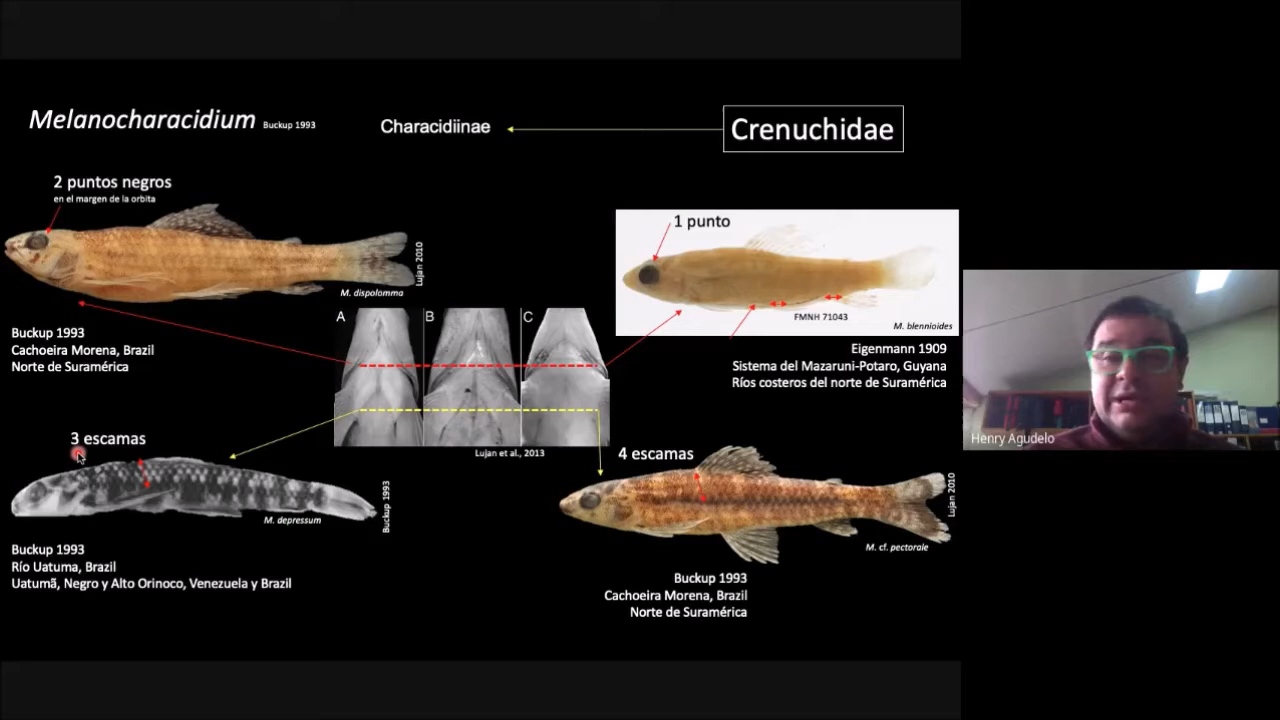 Melanocharacidium Buckup 1993
Characidiinae
Crenuchidae
2 puntos negros
en el margen de la orbita
Lujan 2010
M. dispolomma
Buckup 1993
Cachoeira Morena, Brazil
Norte de Suramérica
1 punto
FMNH 71043
M. blennioides
Eigenmann 1909
Sistema del Mazaruni-Potaro, Guyana
Ríos costeros del norte de Suramérica
A
B
C
Lujan et al., 2013
3 escamas
Buckup 1993
M. depressum
Buckup 1993
Río Uatuma, Brazil
Uatumã, Negro y Alto Orinoco, Venezuela y Brazil
4 escamas
Lujan 2010
M. cf. pectorale
Buckup 1993
Cachoeira Morena, Brazil
Norte de Suramérica
Henry Agudelo